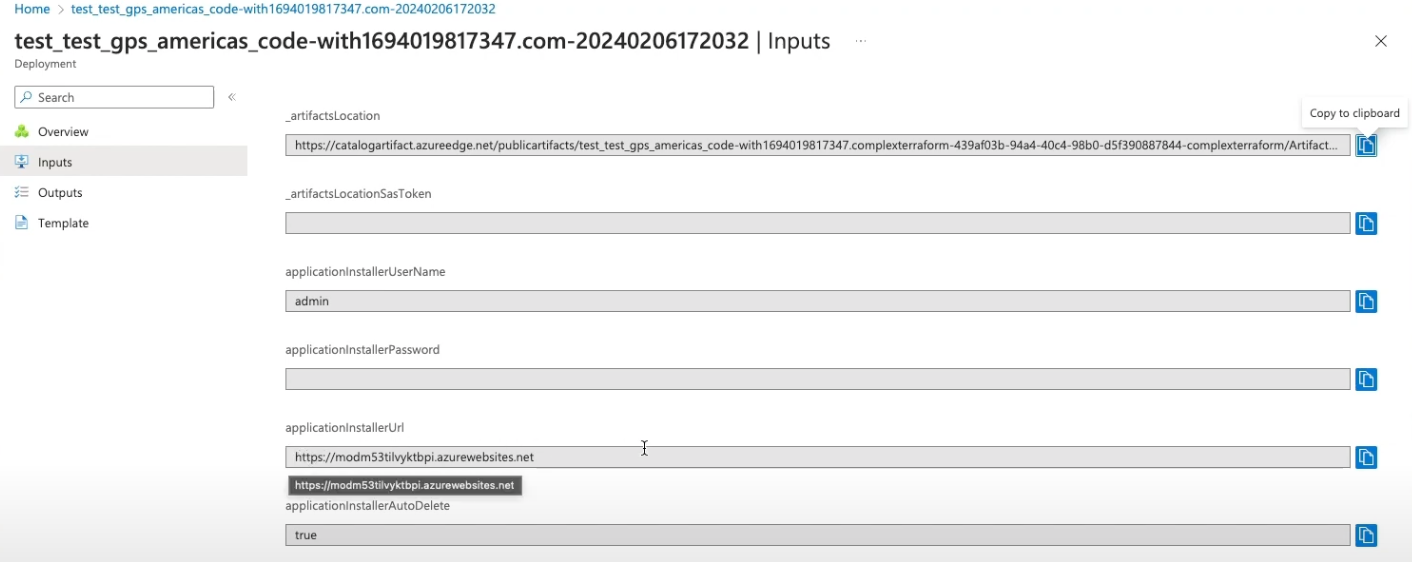 Home > test_test_gps_americas_code-with1694019817347.com-20240206172032
test_test_gps_americas_code-with1694019817347.com-20240206172032 | Inputs ...
Deployment
Search «
Overview
Inputs
Outputs
Template
Copy to clipboard
_artifactsLocation
https://catalogartifact.azureedge.net/publicartifacts/test_test_gps_americas_code-with1694019817347.complexterraform-439af03b-94a4-40c4-98b0-d5f390887844-complexterraform/Artifact...
_artifactsLocationSasToken
applicationInstallerUserName
admin
applicationInstallerPassword
applicationInstallerUrl
https://modm53tilvyktbpi.azurewebsites.net
https://modm53tilvyktbpi.azurewebsites.net
applicationInstallerAutoDelete
true